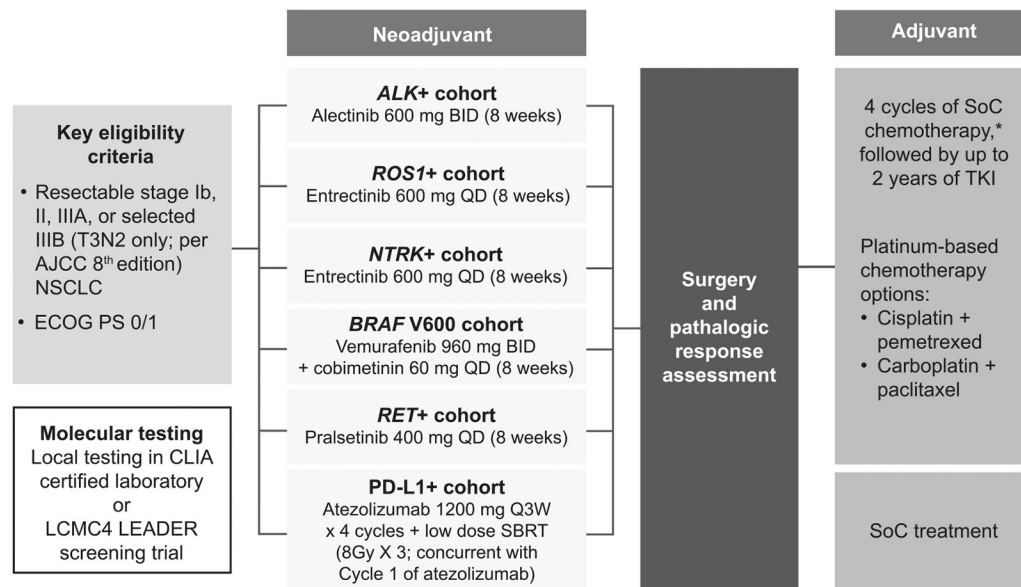 Neoadjuvant
Adjuvant
Key eligibility
criteria
• Resectable stage Ib,
II, IIIA, or selected
IIIB (T3N2 only; per
AJCC 8th edition)
NSCLC
• ECOG PS 0/1
Molecular testing
Local testing in CLIA
certified laboratory
or
LCMC4 LEADER
screening trial
ALK+ cohort
Alectinib 600 mg BID (8 weeks)
ROS1+ cohort
Entrectinib 600 mg QD (8 weeks)
NTRK+ cohort
Entrectinib 600 mg QD (8 weeks)
BRAF V600 cohort
Vemurafenib 960 mg BID
+ cobimetinin 60 mg QD (8 weeks)
RET+ cohort
Pralsetinib 400 mg QD (8 weeks)
PD-L1+ cohort
Atezolizumab 1200 mg Q3W
x 4 cycles + low dose SBRT
(8Gy X 3; concurrent with
Cycle 1 of atezolizumab)
Surgery
and
pathalogic
response
assessment
4 cycles of SoC
chemotherapy,*
followed by up to
2 years of TKI
Platinum-based
chemotherapy
options:
• Cisplatin +
pemetrexed
• Carboplatin +
paclitaxel
SoC treatment